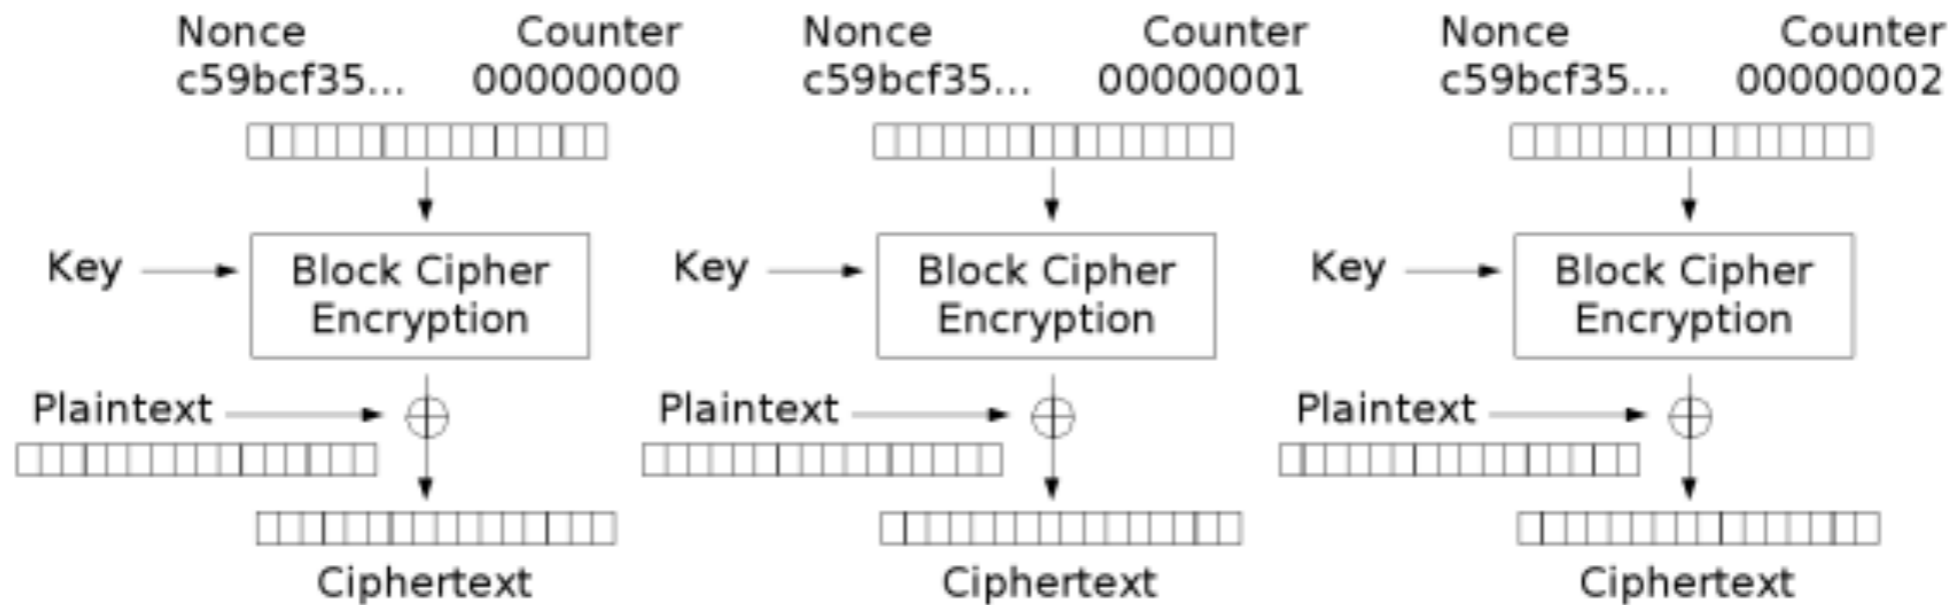 Nonce Counter Nonce Counter Nonce Counter
c59bcf35... 00000000 c59bcf35... 00000001 c59bcf35... 00000002
Key Block Cipher Encryption Key Block Cipher Encryption Key Block Cipher Encryption
Plaintext Plaintext Plaintext
Ciphertext Ciphertext Ciphertext